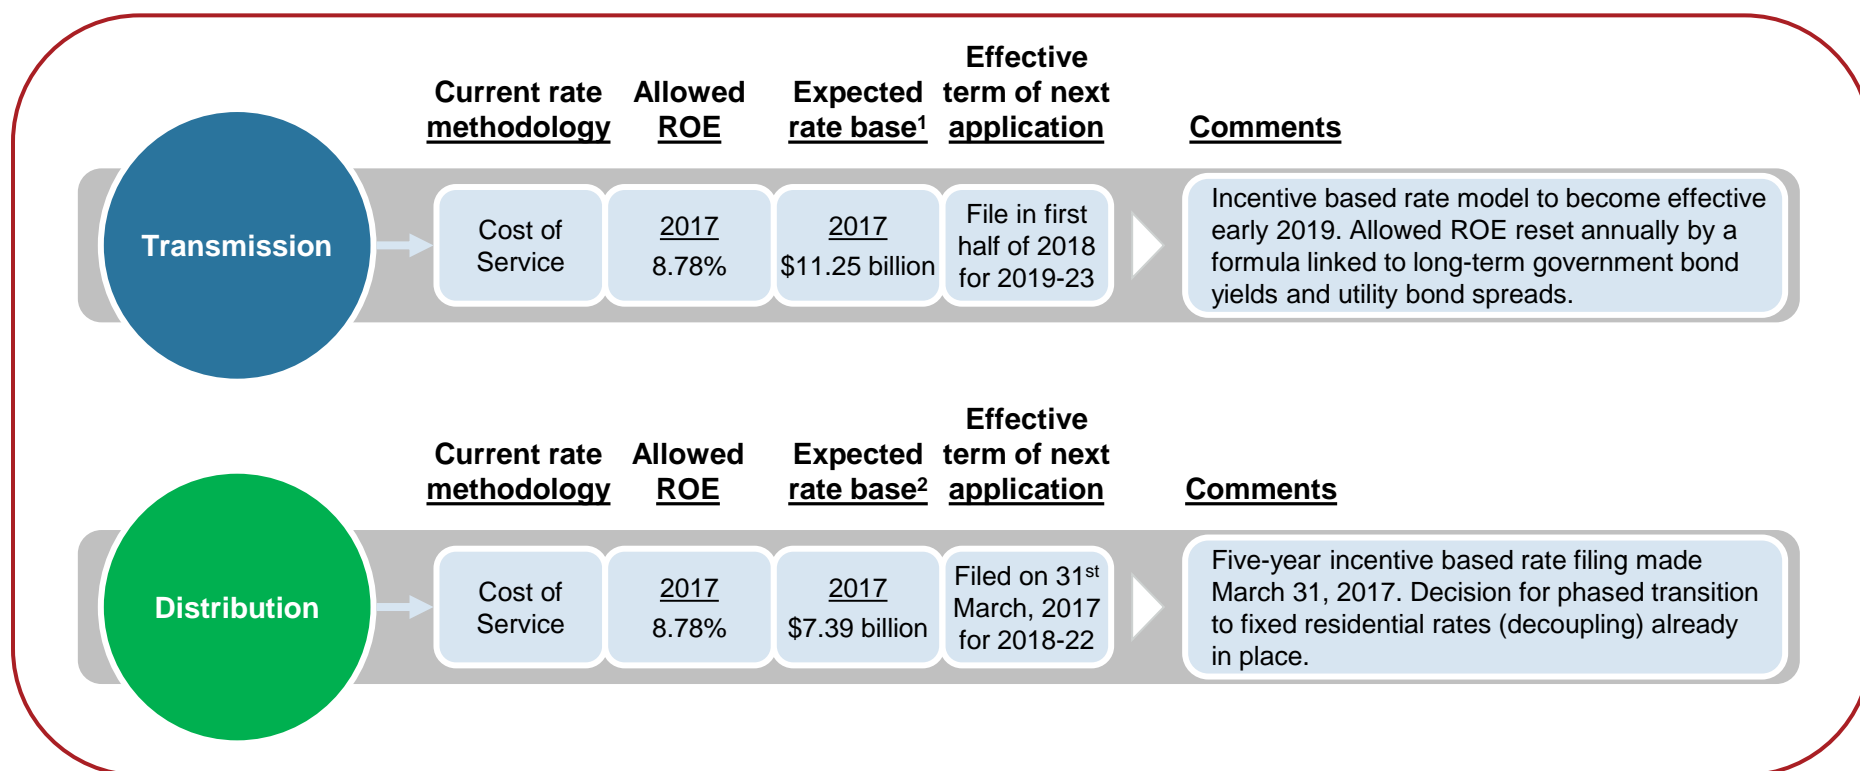 Current rate methodology
Allowed ROE
Expected rate base¹
Effective term of next application
Comments
Transmission
Cost of
Service
2017
8.78%
2017
$11.25 billion
File in first
half of 2018
for 2019-23
Incentive based rate model to become effective
early 2019. Allowed ROE reset annually by a
formula linked to long-term government bond
yields and utility bond spreads.
Current rate methodology
Allowed ROE
Expected rate base²
Effective term of next application
Comments
Distribution
Cost of
Service
2017
8.78%
2017
$7.39 billion
Filed on 31st
March, 2017
for 2018-22
Five-year incentive based rate filing made
March 31, 2017. Decision for phased transition
to fixed residential rates (decoupling) already
in place.